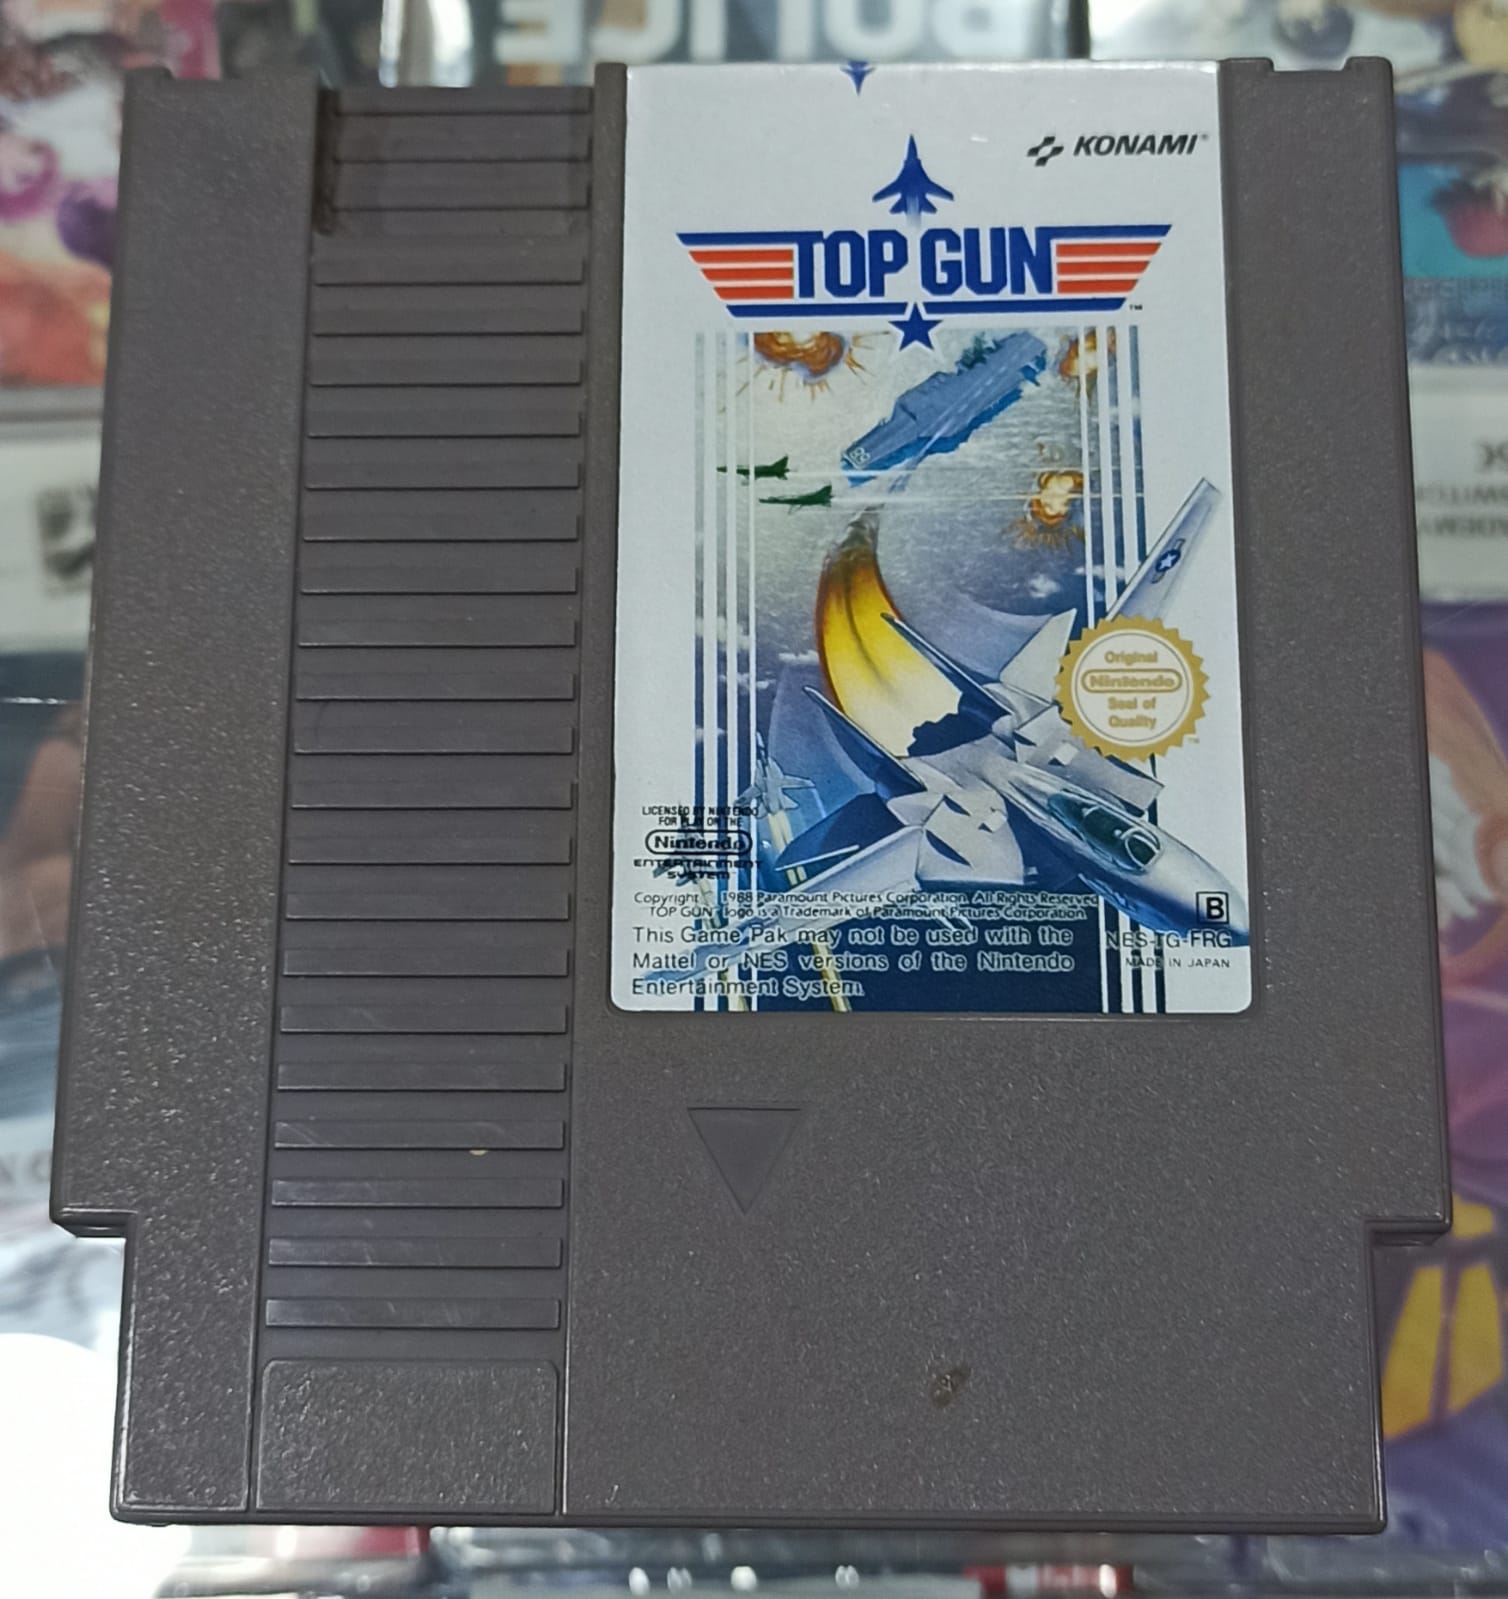 POLICE
KONAMI®
TOP GUN
™
Original
Nintendo
Seal of
Quality
™
LICENSED BY NINTENDO
FOR PLAY ON THE
Nintendo
ENTERTAINMENT
SYSTEM™
Copyright © 1988 Paramount Pictures Corporation. All Rights Reserved
TOP GUN logo is a Trademark of Paramount Pictures Corporation
This Game Pak may not be used with the
Mattel or NES versions of the Nintendo
Entertainment System.
B
NES-TG-FRG
MADE IN JAPAN